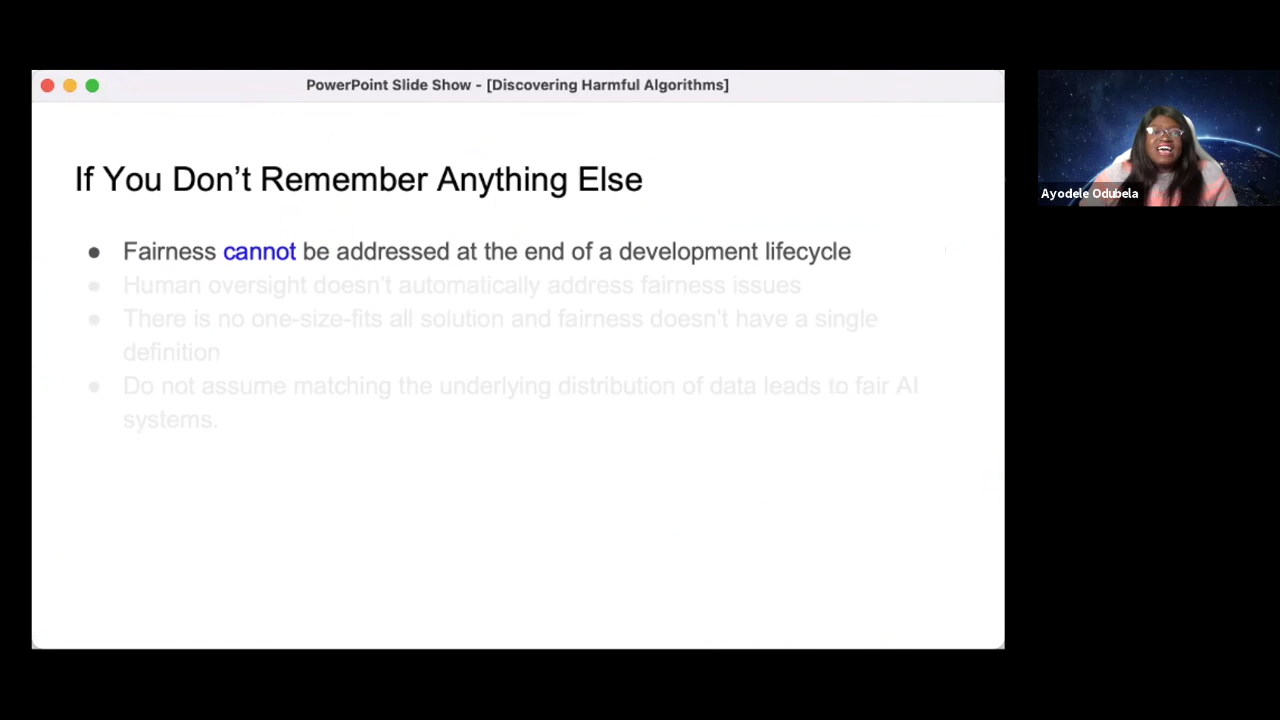 PowerPoint Slide Show - [Discovering Harmful Algorithms]
If You Don't Remember Anything Else
● Fairness cannot be addressed at the end of a development lifecycle
● Human oversight doesn't automatically address fairness issues
● There is no one-size-fits all solution and fairness doesn't have a single
definition
● Do not assume matching the underlying distribution of data leads to fair AI
systems.
Ayodele Odubela